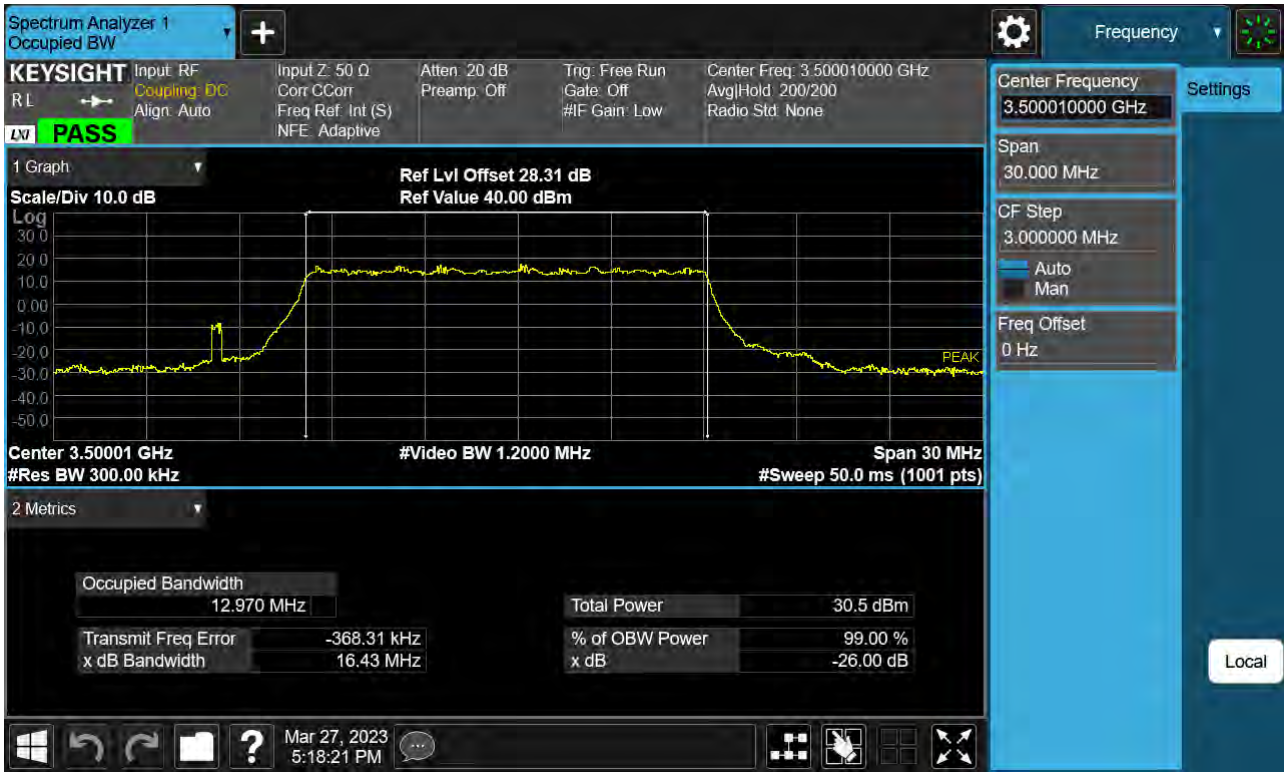 Spectrum Analyzer 1
Occupied BW
+
Frequency
KEYSIGHT
RL
LXI PASS
Input: RF
Coupling: DC
Align: Auto
Input Z: 50 Ω
Corr CCorr
Freq Ref: Int (S)
NFE: Adaptive
Atten: 20 dB
Preamp: Off
Trig: Free Run
Gate: Off
#IF Gain: Low
Center Freq: 3.500010000 GHz
Avg|Hold: 200/200
Radio Std: None
Center Frequency
3.500010000 GHz
Settings
Span
30.000 MHz
CF Step
3.000000 MHz
Auto
Man
Freq Offset
0 Hz
Local
1 Graph
Scale/Div 10.0 dB
Ref Lvl Offset 28.31 dB
Ref Value 40.00 dBm
Log
30.0
20.0
10.0
0.00
-10.0
-20.0
-30.0
-40.0
-50.0
PEAK
Center 3.50001 GHz
#Res BW 300.00 kHz
#Video BW 1.2000 MHz
Span 30 MHz
#Sweep 50.0 ms (1001 pts)
2 Metrics
Occupied Bandwidth
12.970 MHz
Transmit Freq Error -368.31 kHz
x dB Bandwidth 16.43 MHz
Total Power 30.5 dBm
% of OBW Power 99.00 %
x dB -26.00 dB
?
Mar 27, 2023
5:18:21 PM